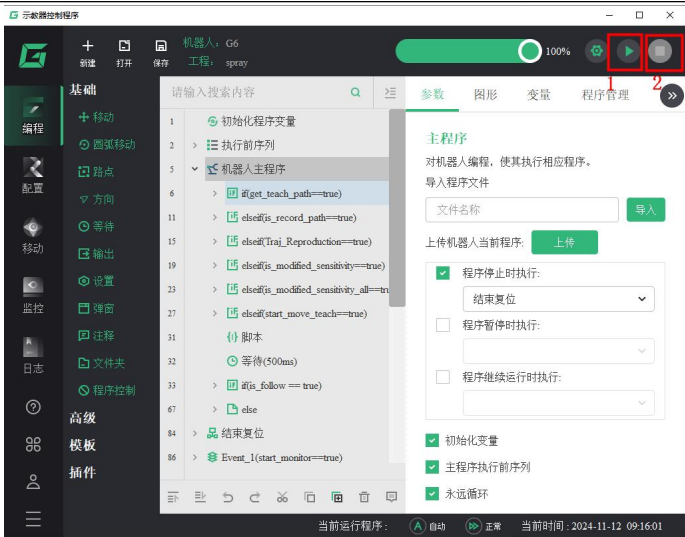 示教器控制程序
新建
打开
保存
机器人：G6
工程：spray
100%
1
2
编程
配置
移动
监控
日志
基础
移动
圆弧移动
路点
方向
等待
输出
设置
弹窗
注释
文件夹
程序控制
高级
模板
插件
请输入搜索内容
1 初始化程序变量
2 执行前序列
5 机器人主程序
6 if(get_teach_path==true)
11 elseif(is_record_path==true)
15 elseif(Traj_Reproduction==true)
19 elseif(is_modified_sensitivity==true)
23 elseif(is_modified_sensitivity_all==tru
27 elseif(start_move_teach==true)
31 脚本
32 等待(500ms)
33 if(is_follow == true)
67 else
84 结束复位
86 Event_1(start_monitor==true)
参数 图形 变量 程序管理
主程序
对机器人编程，使其执行相应程序。
导入程序文件
文件名称 导入
上传机器人当前程序: 上传
程序停止时执行:
结束复位
程序暂停时执行:
程序继续运行时执行:
初始化变量
主程序执行前序列
永远循环
当前运行程序： A 自动 正常 当前时间：2024-11-12 09:16:01